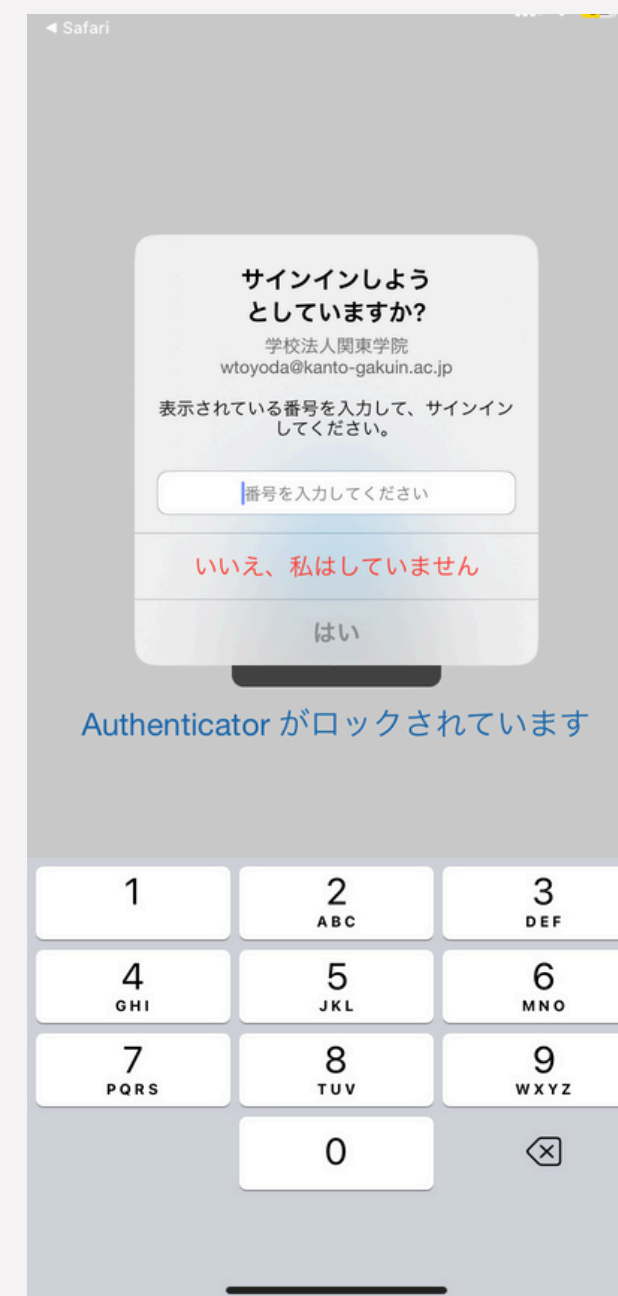 ◀ Safari
サインインしよう
としていますか?
学校法人関東学院
wtoyoda@kanto-gakuin.ac.jp
表示されている番号を入力して、サインイン
してください。
番号を入力してください
いいえ、私はしていません
はい
Authenticator がロックされています
1 2 3
ABC DEF
4 5 6
GHI JKL MNO
7 8 9
PQRS TUV WXYZ
0